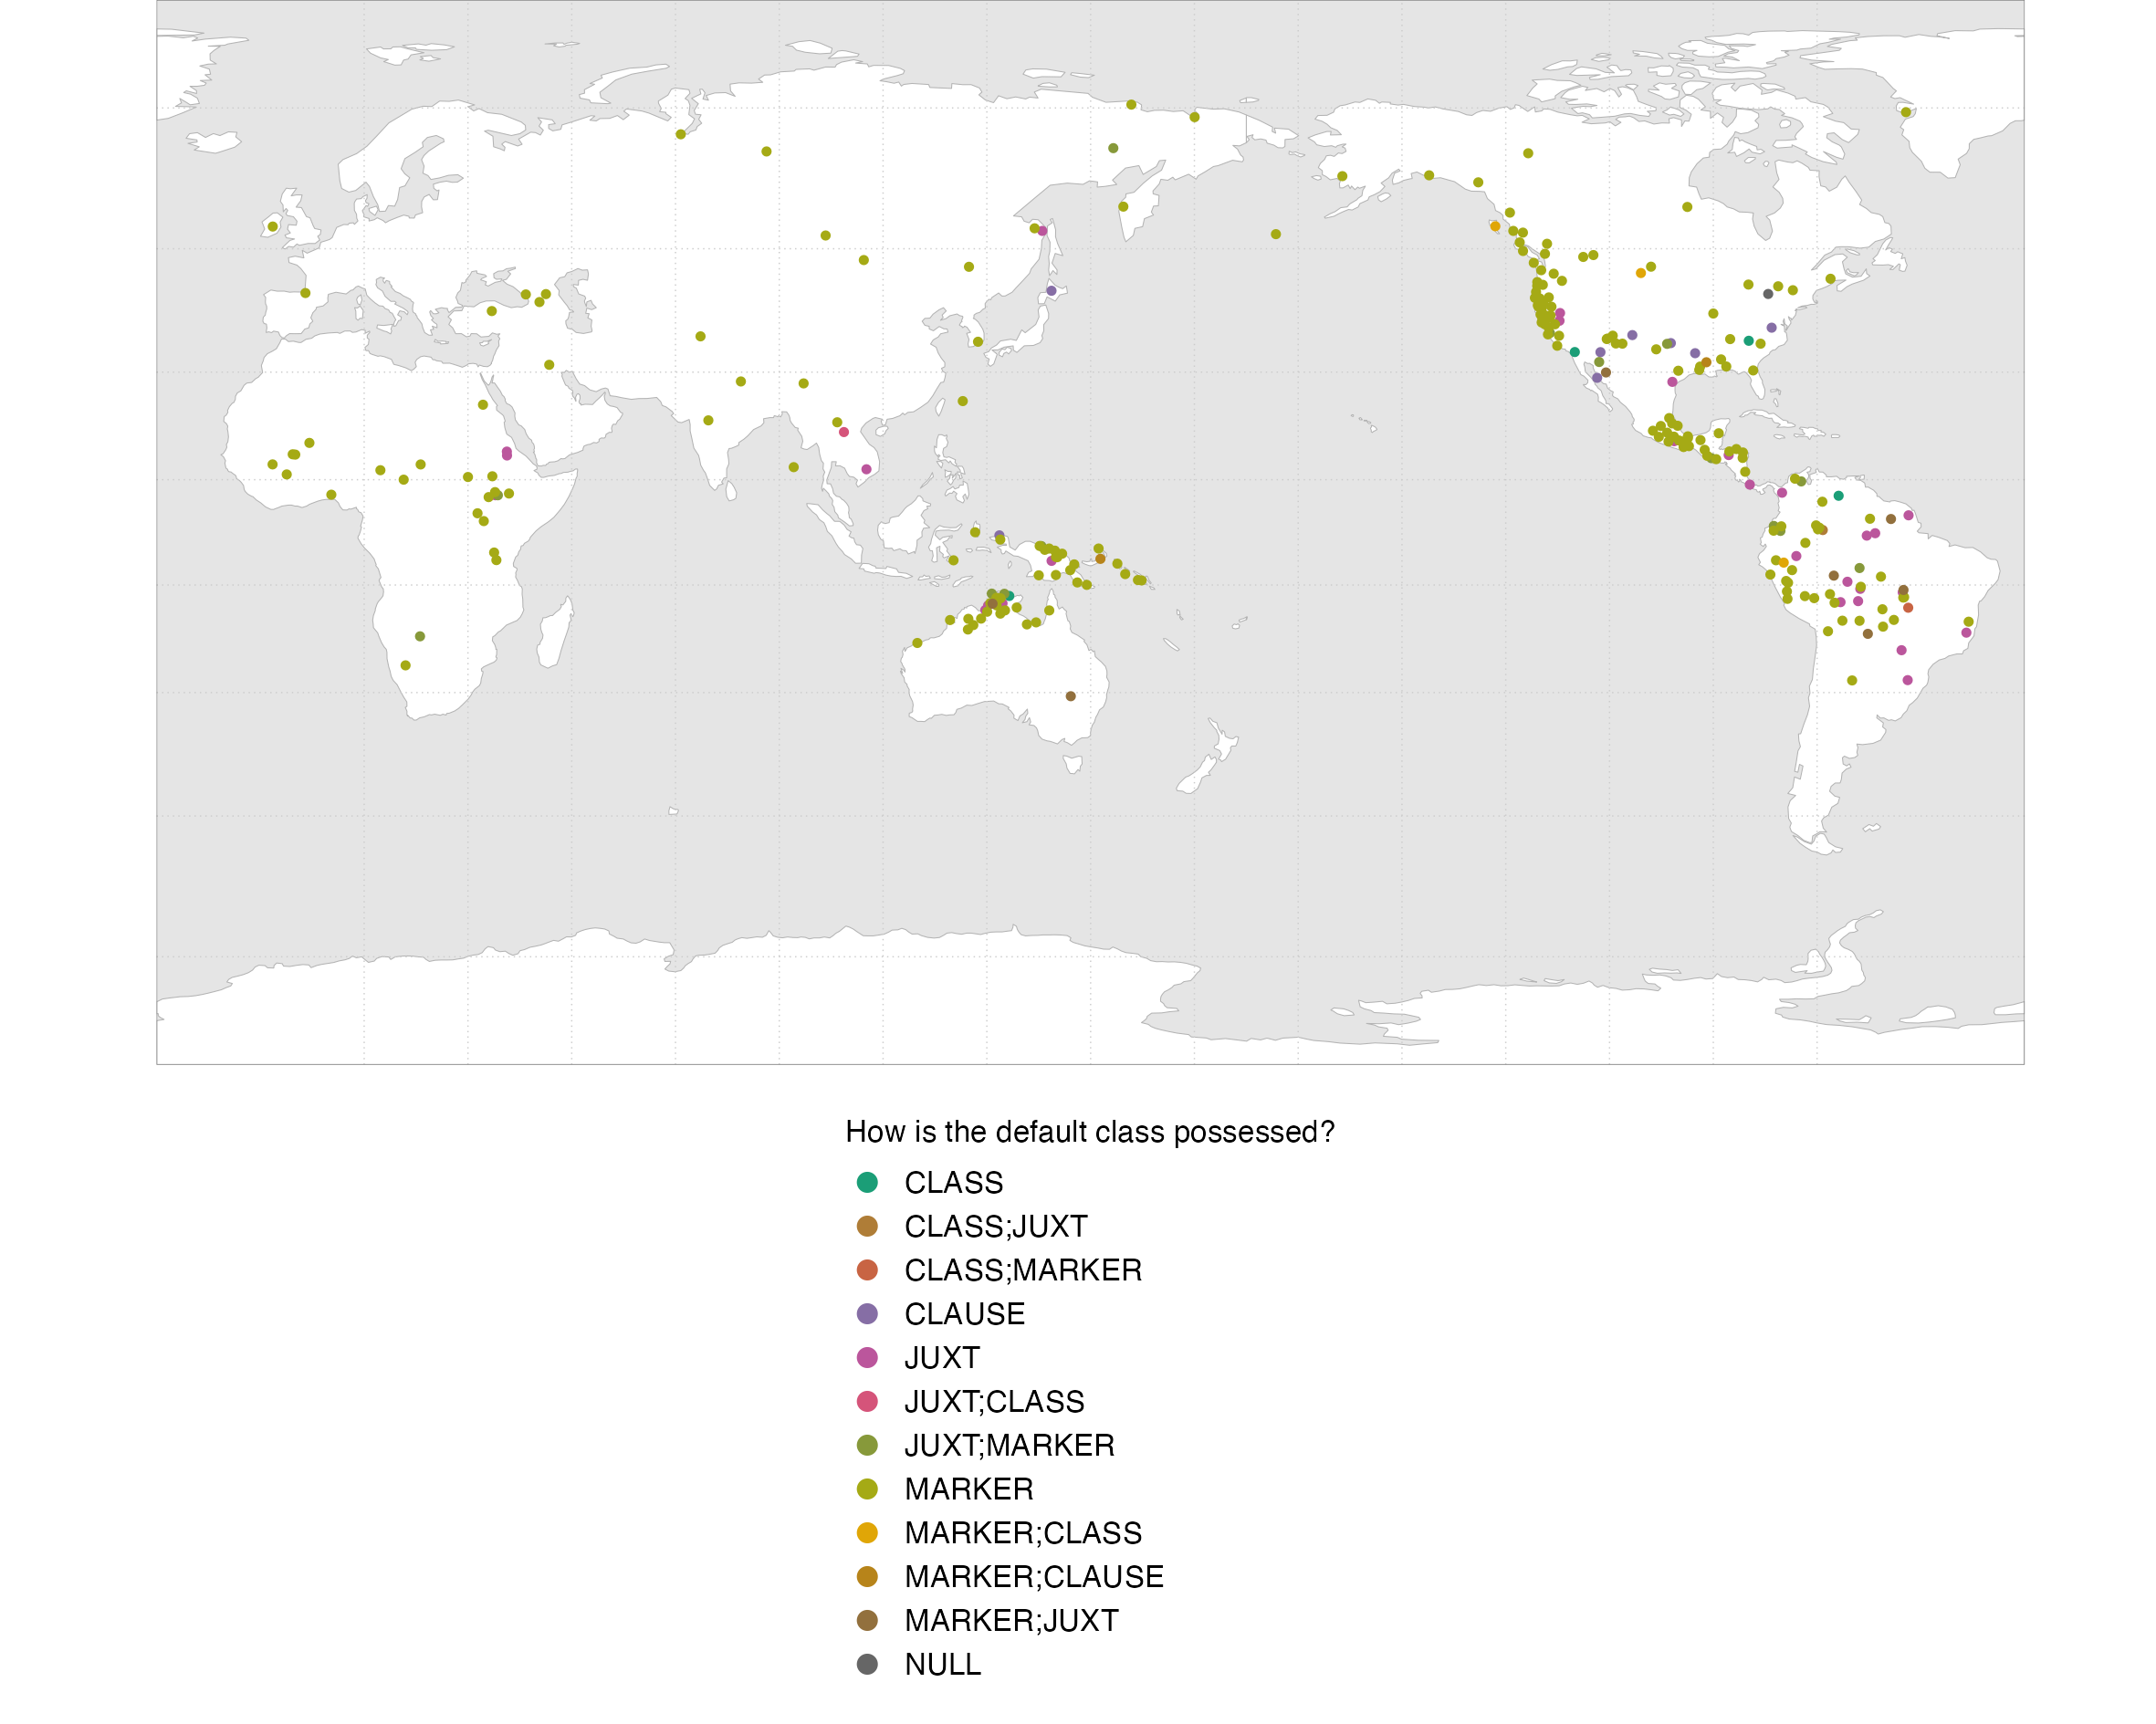 How is the default class possessed?
CLASS
CLASS;JUXT
CLASS;MARKER
CLAUSE
JUXT
JUXT;CLASS
JUXT;MARKER
MARKER
MARKER;CLASS
MARKER;CLAUSE
MARKER;JUXT
NULL